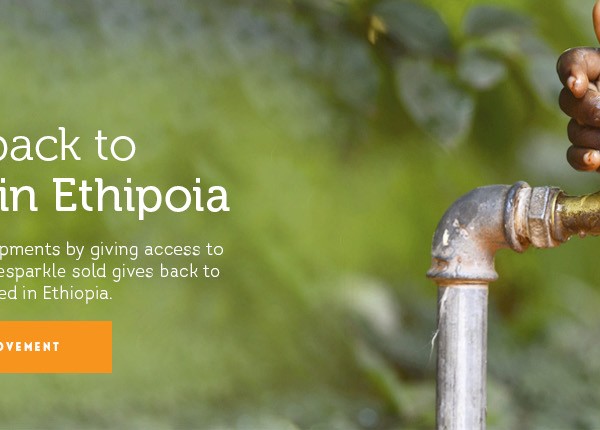 back to
in Ethipoia
pments by giving access to
esparkle sold gives back to
ed in Ethiopia.
OVEMENT